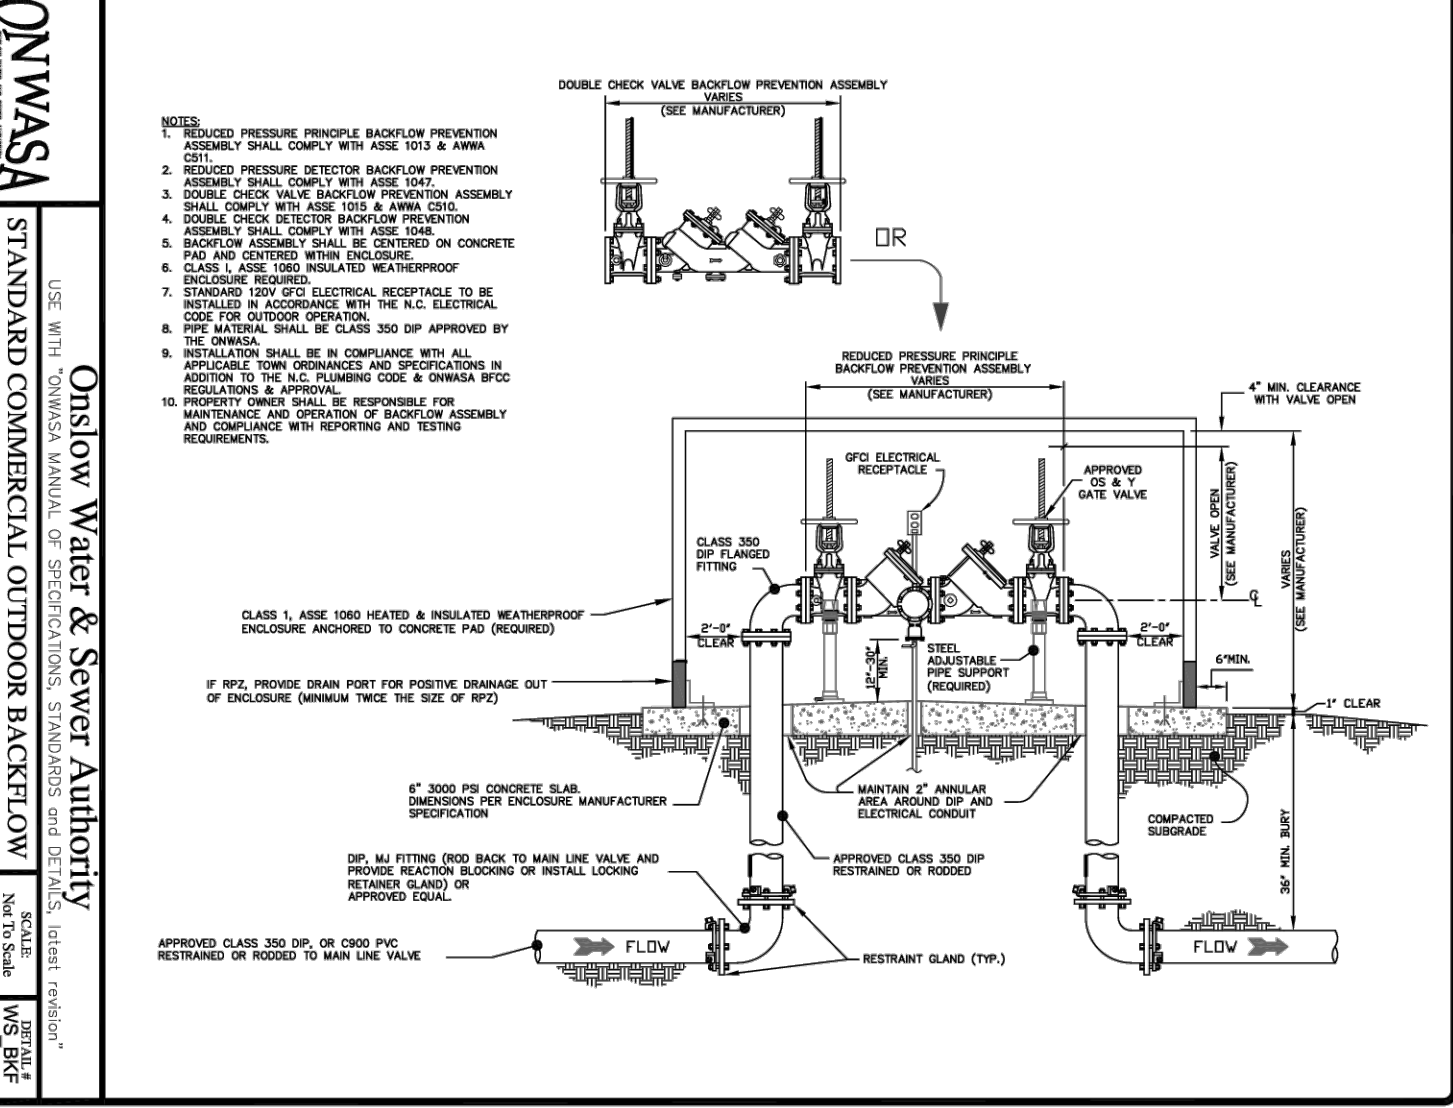 ONWASA
Onslow Water & Sewer Authority
USE WITH "ONWASA MANUAL OF SPECIFICATIONS, STANDARDS and DETAILS, latest revision"
STANDARD COMMERCIAL OUTDOOR BACKFLOW
SCALE:
Not To Scale
DETAIL #
WS_BKF
NOTES:
1. REDUCED PRESSURE PRINCIPLE BACKFLOW PREVENTION
ASSEMBLY SHALL COMPLY WITH ASSE 1013 & AWWA
C511.
2. REDUCED PRESSURE DETECTOR BACKFLOW PREVENTION
ASSEMBLY SHALL COMPLY WITH ASSE 1047.
3. DOUBLE CHECK VALVE BACKFLOW PREVENTION ASSEMBLY
SHALL COMPLY WITH ASSE 1015 & AWWA C510.
4. DOUBLE CHECK DETECTOR BACKFLOW PREVENTION
ASSEMBLY SHALL COMPLY WITH ASSE 1048.
5. BACKFLOW ASSEMBLY SHALL BE CENTERED ON CONCRETE
PAD AND CENTERED WITHIN ENCLOSURE.
6. CLASS I, ASSE 1060 INSULATED WEATHERPROOF
ENCLOSURE REQUIRED.
7. STANDARD 120V GFCI ELECTRICAL RECEPTACLE TO BE
INSTALLED IN ACCORDANCE WITH THE N.C. ELECTRICAL
CODE FOR OUTDOOR OPERATION.
8. PIPE MATERIAL SHALL BE CLASS 350 DIP APPROVED BY
THE ONWASA.
9. INSTALLATION SHALL BE IN COMPLIANCE WITH ALL
APPLICABLE TOWN ORDINANCES AND SPECIFICATIONS IN
ADDITION TO THE N.C. PLUMBING CODE & ONWASA BFCC
REGULATIONS & APPROVAL.
10. PROPERTY OWNER SHALL BE RESPONSIBLE FOR
MAINTENANCE AND OPERATION OF BACKFLOW ASSEMBLY
AND COMPLIANCE WITH REPORTING AND TESTING
REQUIREMENTS.
DOUBLE CHECK VALVE BACKFLOW PREVENTION ASSEMBLY
VARIES
(SEE MANUFACTURER)
OR
REDUCED PRESSURE PRINCIPLE
BACKFLOW PREVENTION ASSEMBLY
VARIES
(SEE MANUFACTURER)
4" MIN. CLEARANCE
WITH VALVE OPEN
GFCI ELECTRICAL
RECEPTACLE
APPROVED
OS & Y
GATE VALVE
VALVE OPEN
(SEE MANUFACTURER)
VARIES
(SEE MANUFACTURER)
CLASS 350
DIP FLANGED
FITTING
CL
CLASS 1, ASSE 1060 HEATED & INSULATED WEATHERPROOF
ENCLOSURE ANCHORED TO CONCRETE PAD (REQUIRED)
2'-0"
CLEAR
2'-0"
CLEAR
12"-30"
MIN.
STEEL
ADJUSTABLE
PIPE SUPPORT
(REQUIRED)
6"MIN.
IF RPZ, PROVIDE DRAIN PORT FOR POSITIVE DRAINAGE OUT
OF ENCLOSURE (MINIMUM TWICE THE SIZE OF RPZ)
1" CLEAR
6" 3000 PSI CONCRETE SLAB.
DIMENSIONS PER ENCLOSURE MANUFACTURER
SPECIFICATION
MAINTAIN 2" ANNULAR
AREA AROUND DIP AND
ELECTRICAL CONDUIT
COMPACTED
SUBGRADE
36" MIN. BURY
DIP, MJ FITTING (ROD BACK TO MAIN LINE VALVE AND
PROVIDE REACTION BLOCKING OR INSTALL LOCKING
RETAINER GLAND) OR
APPROVED EQUAL.
APPROVED CLASS 350 DIP
RESTRAINED OR RODDED
APPROVED CLASS 350 DIP, OR C900 PVC
RESTRAINED OR RODDED TO MAIN LINE VALVE
FLOW
RESTRAINT GLAND (TYP.)
FLOW